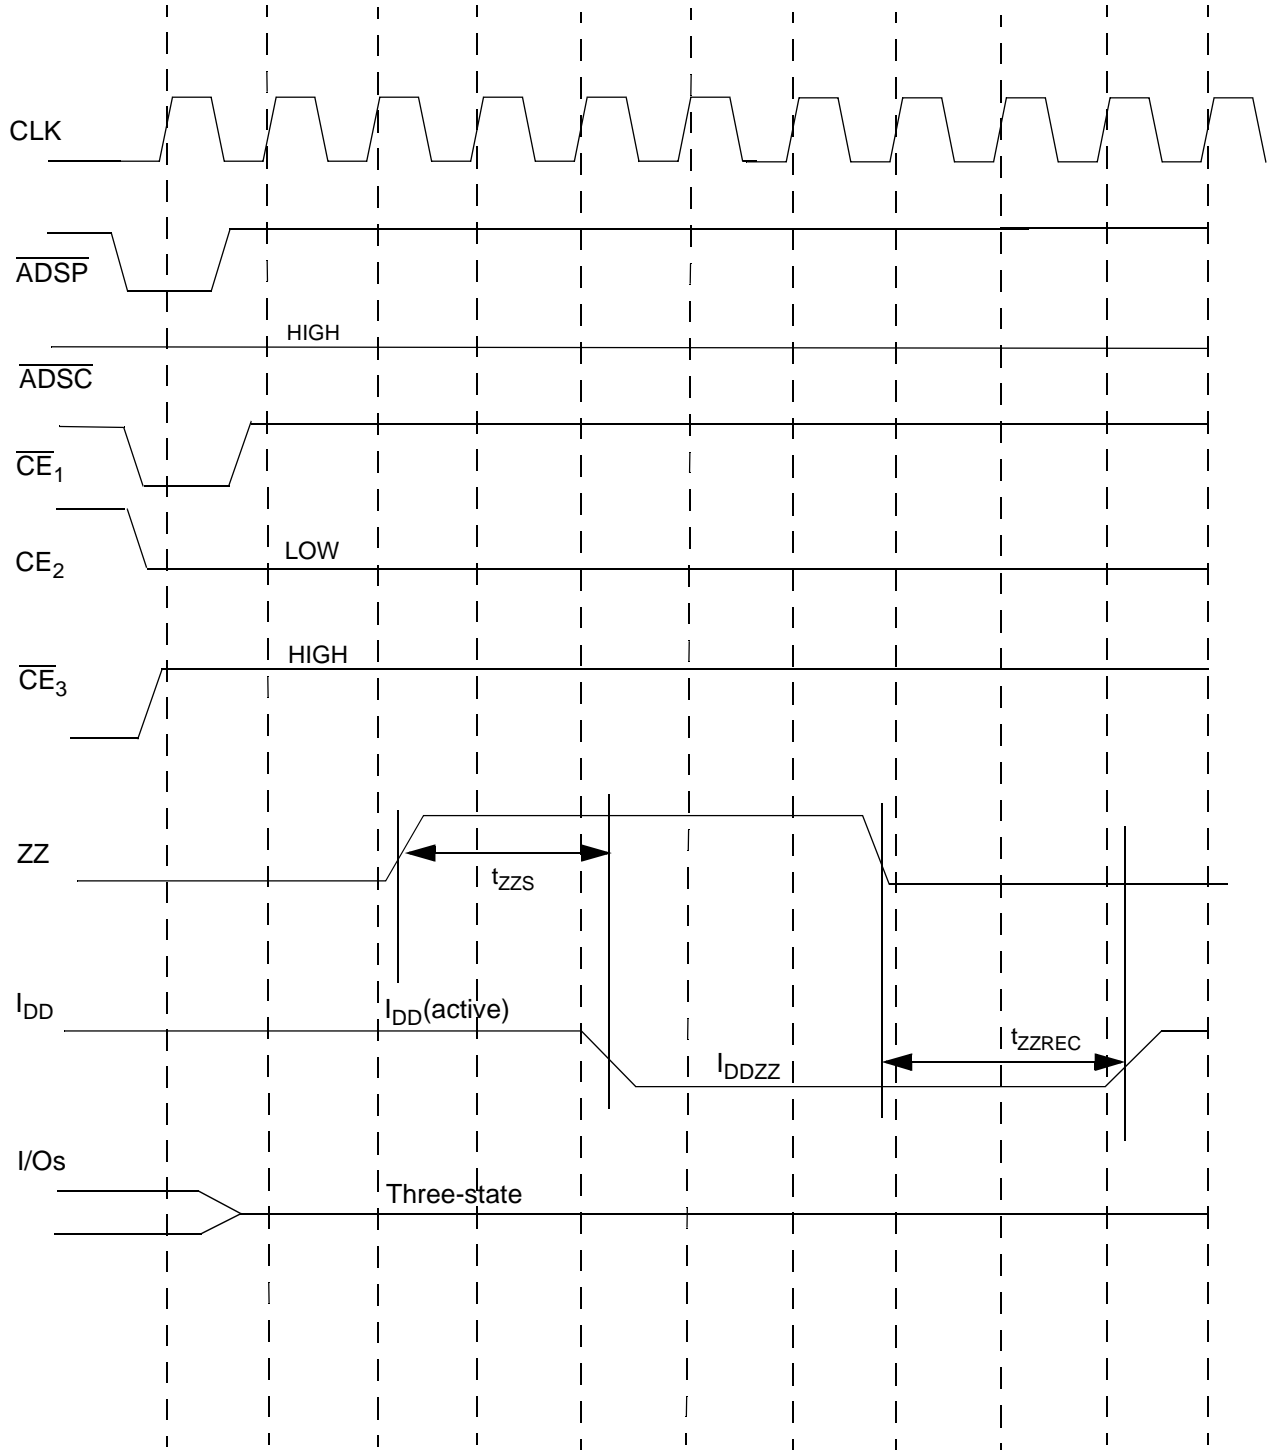 CLK
ADSP
HIGH
ADSC
CE1
LOW
CE2
HIGH
CE3
ZZ
tZZS
IDD
IDD(active)
tZZREC
IDDZZ
I/Os
Three-state